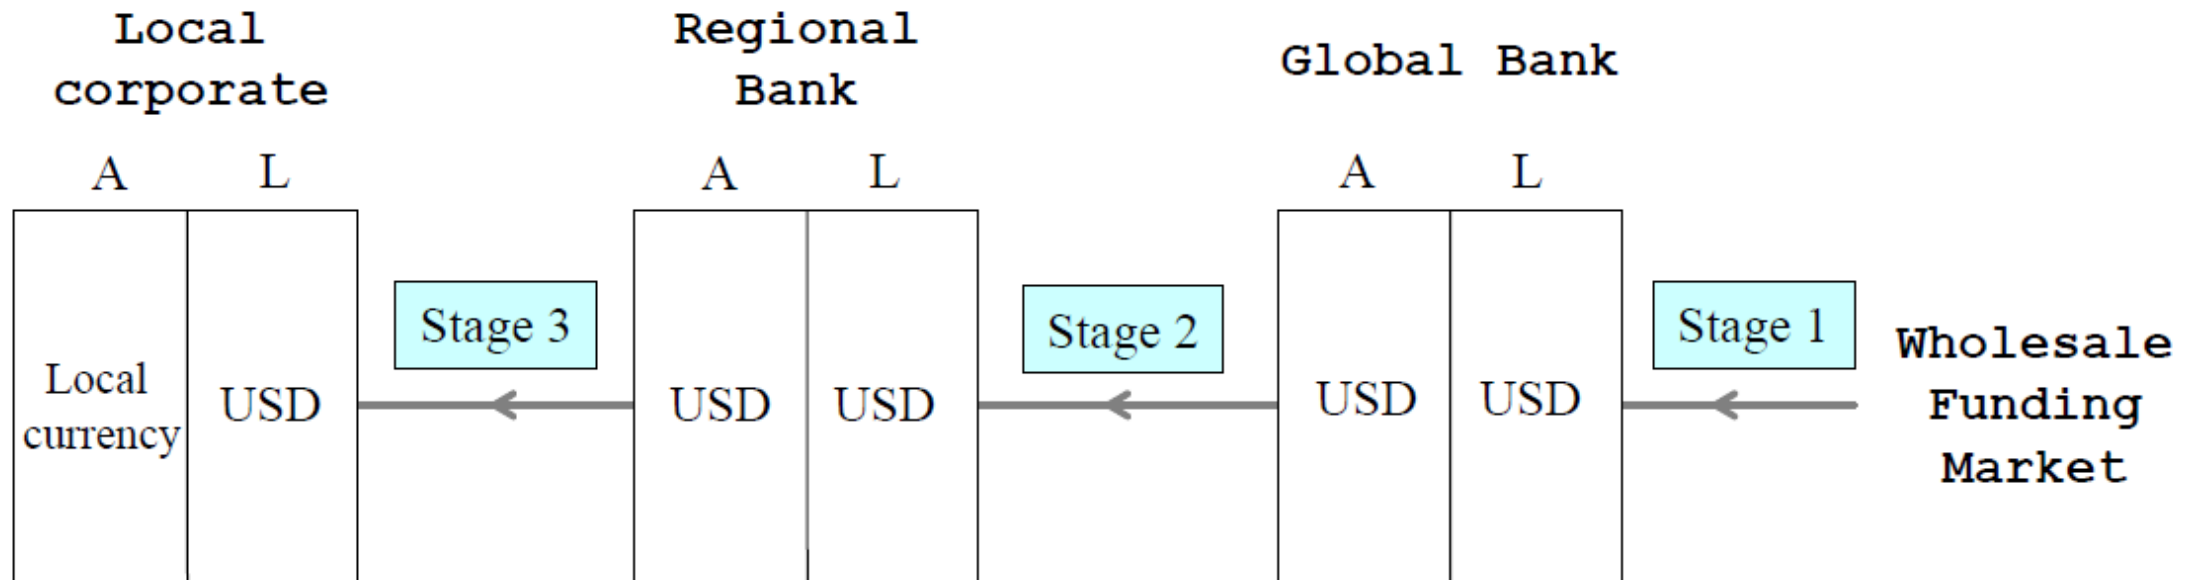 Local
corporate
Regional
Bank
Global Bank
A
L
A
L
A
L
Stage 3
Stage 2
Stage 1
Local
currency
USD
USD
USD
USD
USD
Wholesale
Funding
Market